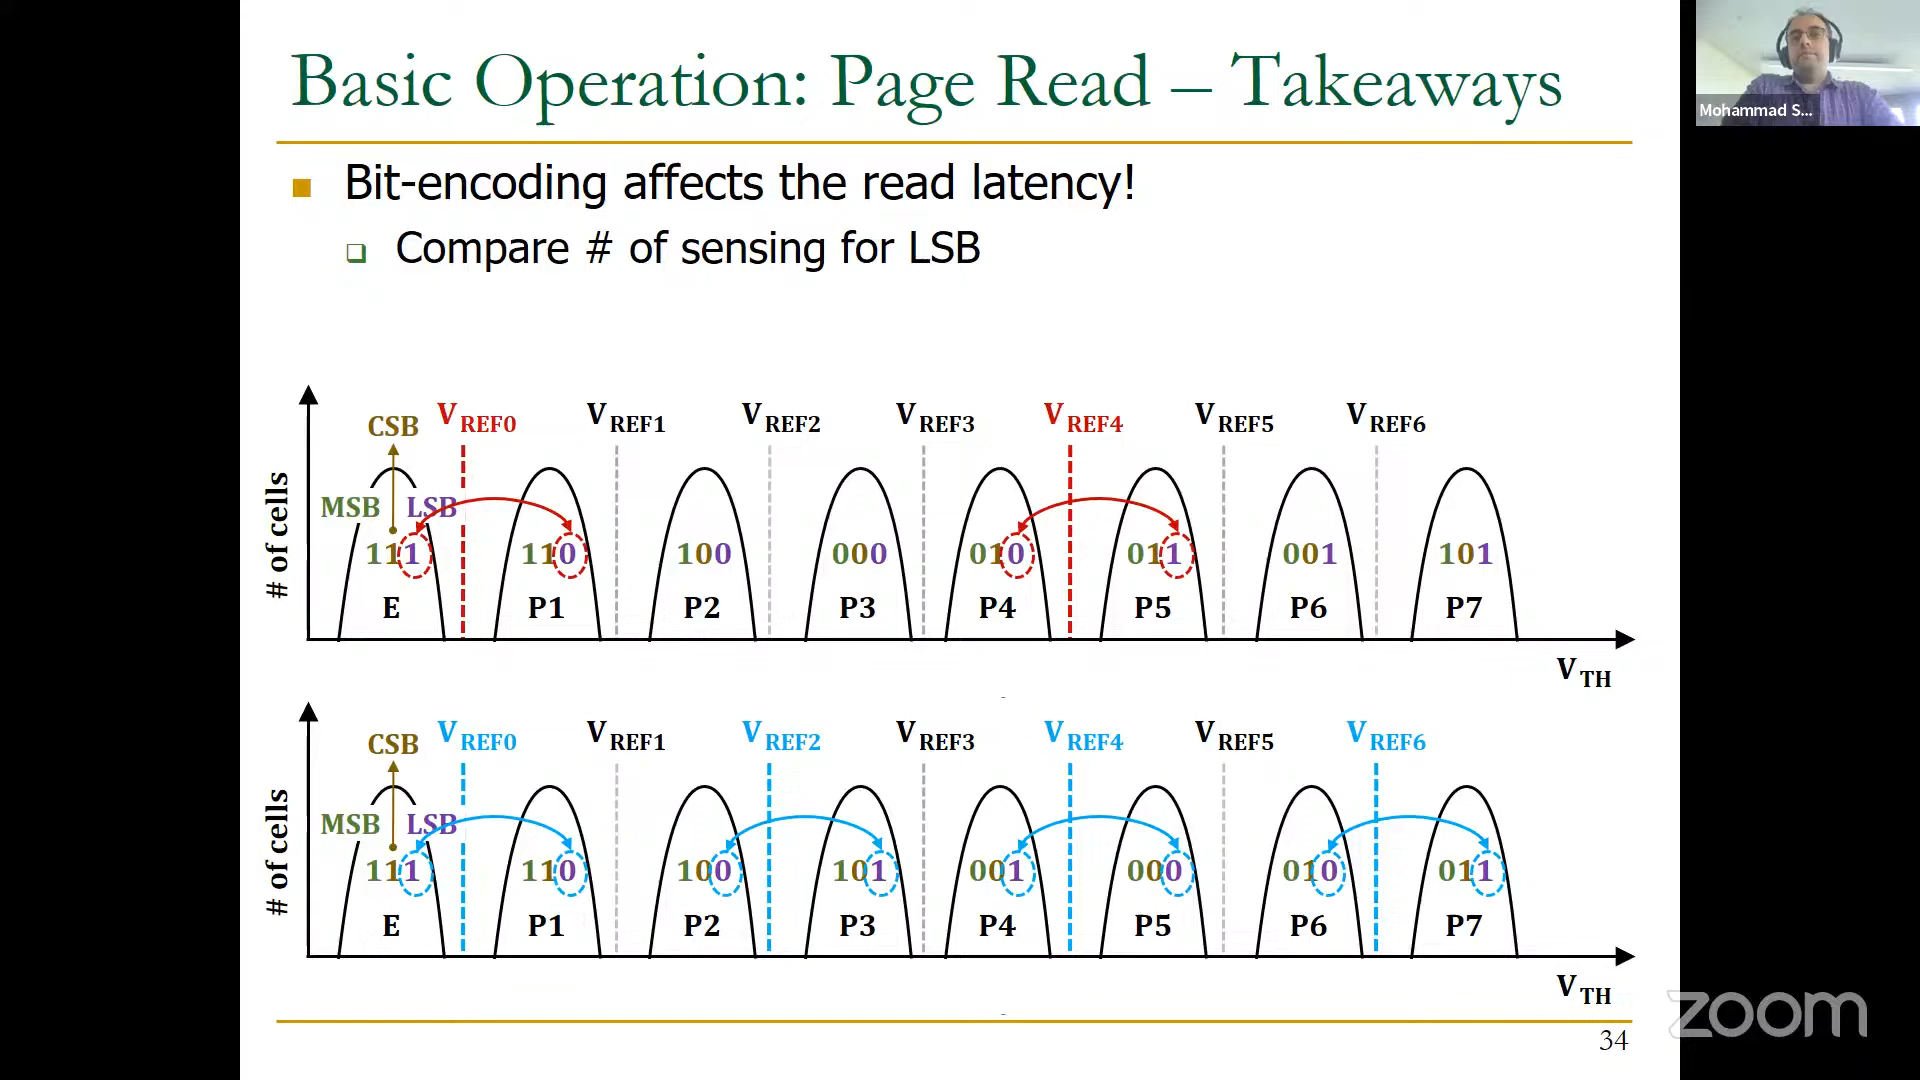 Basic Operation: Page Read – Takeaways
Mohammad S...
Bit-encoding affects the read latency!
Compare # of sensing for LSB
# of cells
CSB
VREF0 VREF1 VREF2 VREF3 VREF4 VREF5 VREF6
MSB LSB
111 110 100 000 010 011 001 101
E P1 P2 P3 P4 P5 P6 P7
VTH
# of cells
CSB
VREF0 VREF1 VREF2 VREF3 VREF4 VREF5 VREF6
MSB LSB
111 110 100 101 001 000 010 011
E P1 P2 P3 P4 P5 P6 P7
VTH
34
zoom